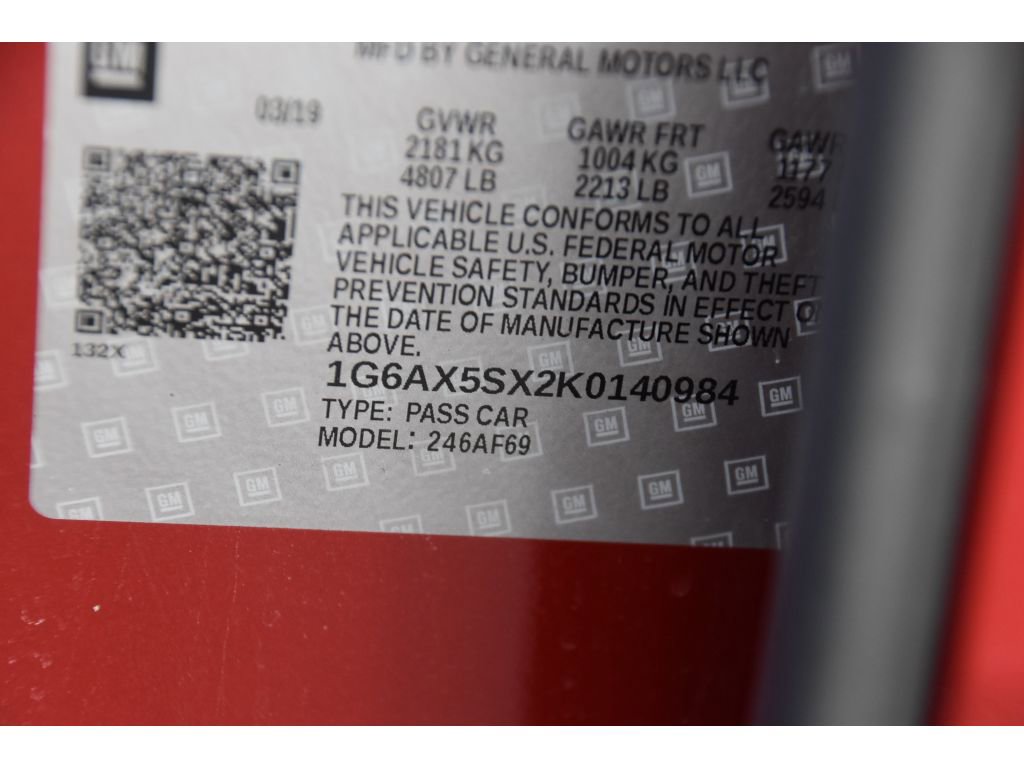 GM
MFD BY GENERAL MOTORS LLC
03/19
GVWR GAWR FRT GAWR
2181 KG 1004 KG 1177
4807 LB 2213 LB 2594
THIS VEHICLE CONFORMS TO ALL
APPLICABLE U.S. FEDERAL MOTOR
VEHICLE SAFETY, BUMPER, AND THEFT
PREVENTION STANDARDS IN EFFECT O
THE DATE OF MANUFACTURE SHOWN
ABOVE.
132X
1G6AX5SX2K0140984
TYPE: PASS CAR
MODEL: 246AF69